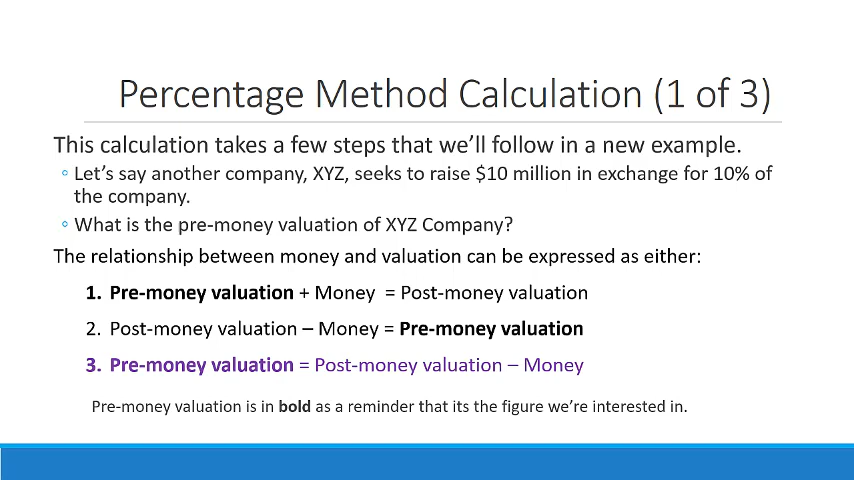 Percentage Method Calculation (1 of 3)
This calculation takes a few steps that we’ll follow in a new example.
◦ Let’s say another company, XYZ, seeks to raise $10 million in exchange for 10% of
the company.
◦ What is the pre-money valuation of XYZ Company?
The relationship between money and valuation can be expressed as either:
1. Pre-money valuation + Money = Post-money valuation
2. Post-money valuation – Money = Pre-money valuation
3. Pre-money valuation = Post-money valuation – Money
Pre-money valuation is in bold as a reminder that its the figure we’re interested in.